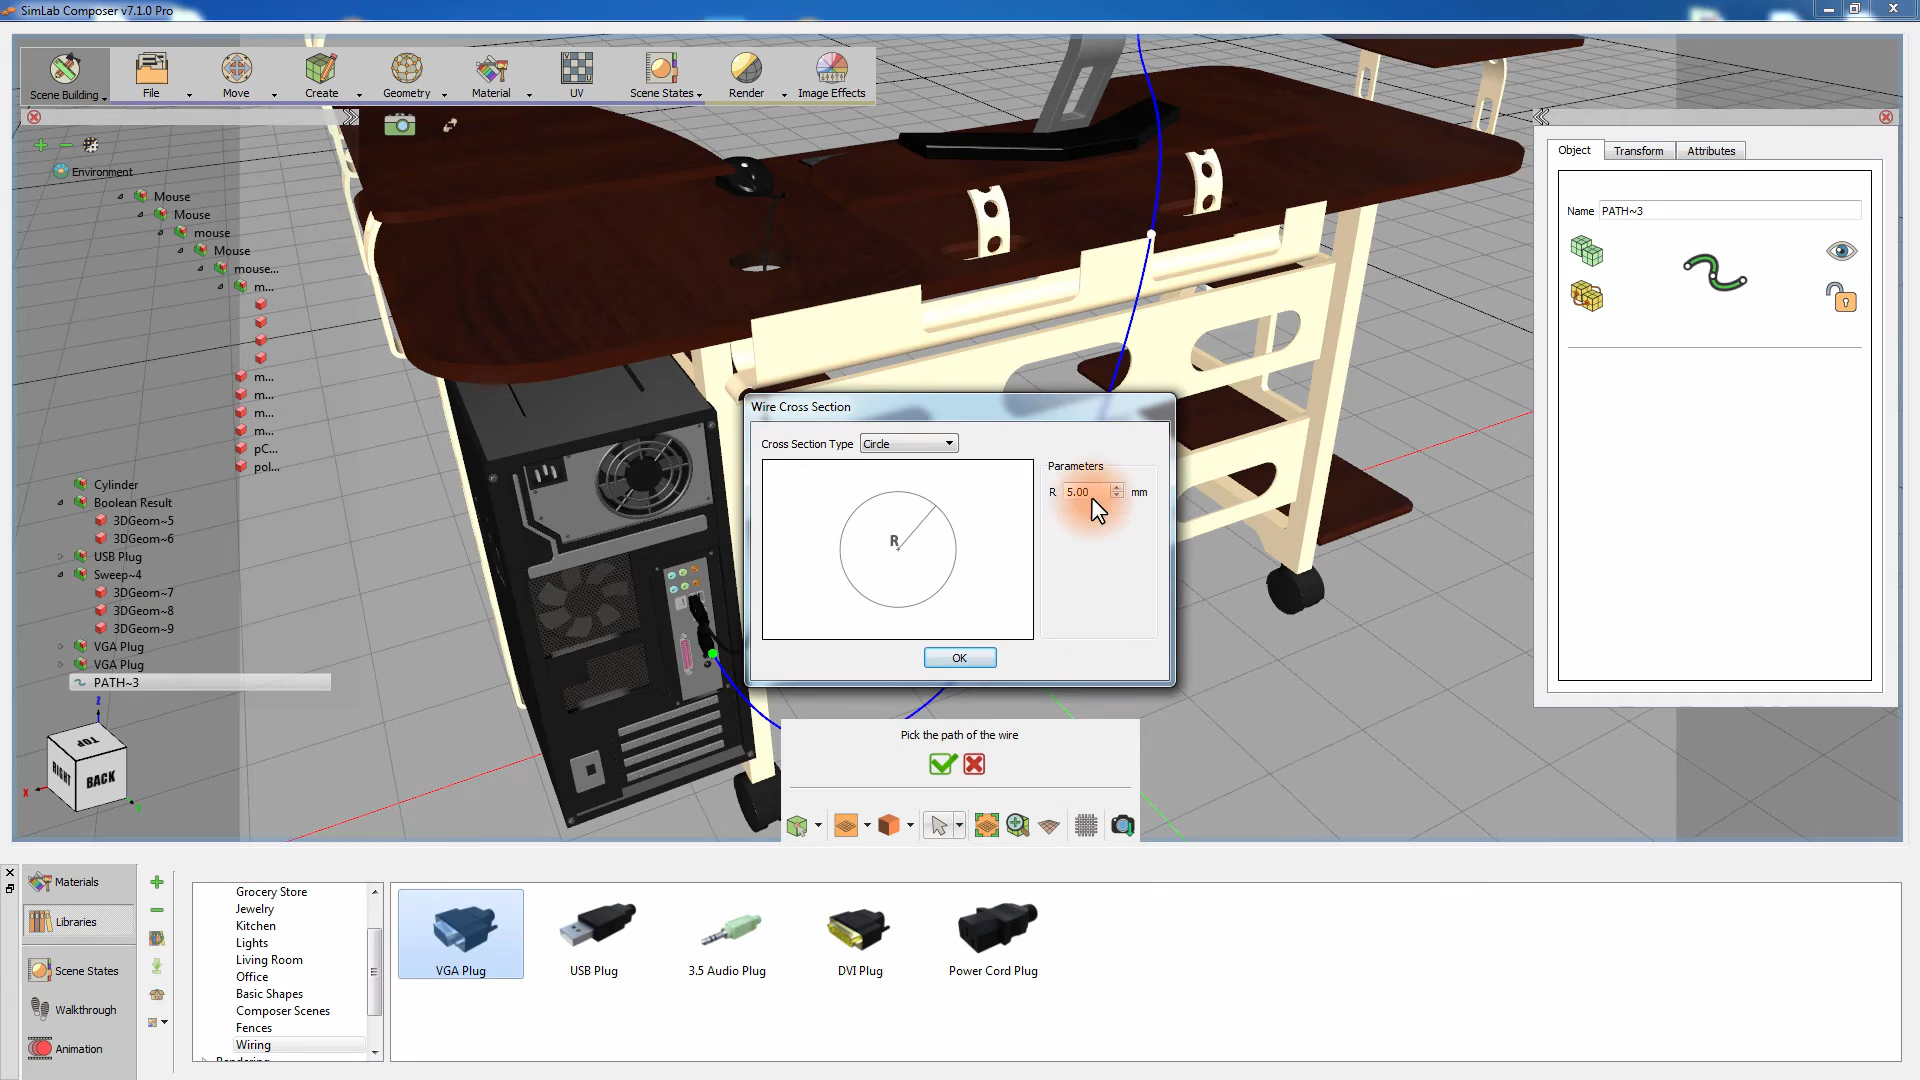 SimLab Composer v7.1.0 Pro
Scene Building
File
Move
Create
Geometry
Material
UV
Scene States
Render
Image Effects
Environment
Mouse
Mouse
mouse
Mouse
mouse...
m...
m...
m...
m...
m...
pC...
pol...
Cylinder
Boolean Result
3DGeom~5
3DGeom~6
USB Plug
Sweep~4
3DGeom~7
3DGeom~8
3DGeom~9
VGA Plug
VGA Plug
PATH~3
Z
TOP
RIGHT
BACK
X
Y
Object
Transform
Attributes
Name PATH~3
Wire Cross Section
Cross Section Type Circle
Parameters
R 5.00 mm
R
OK
Pick the path of the wire
Materials
Libraries
Scene States
Walkthrough
Animation
Grocery Store
Jewelry
Kitchen
Lights
Living Room
Office
Basic Shapes
Composer Scenes
Fences
Wiring
Rendering
VGA Plug
USB Plug
3.5 Audio Plug
DVI Plug
Power Cord Plug